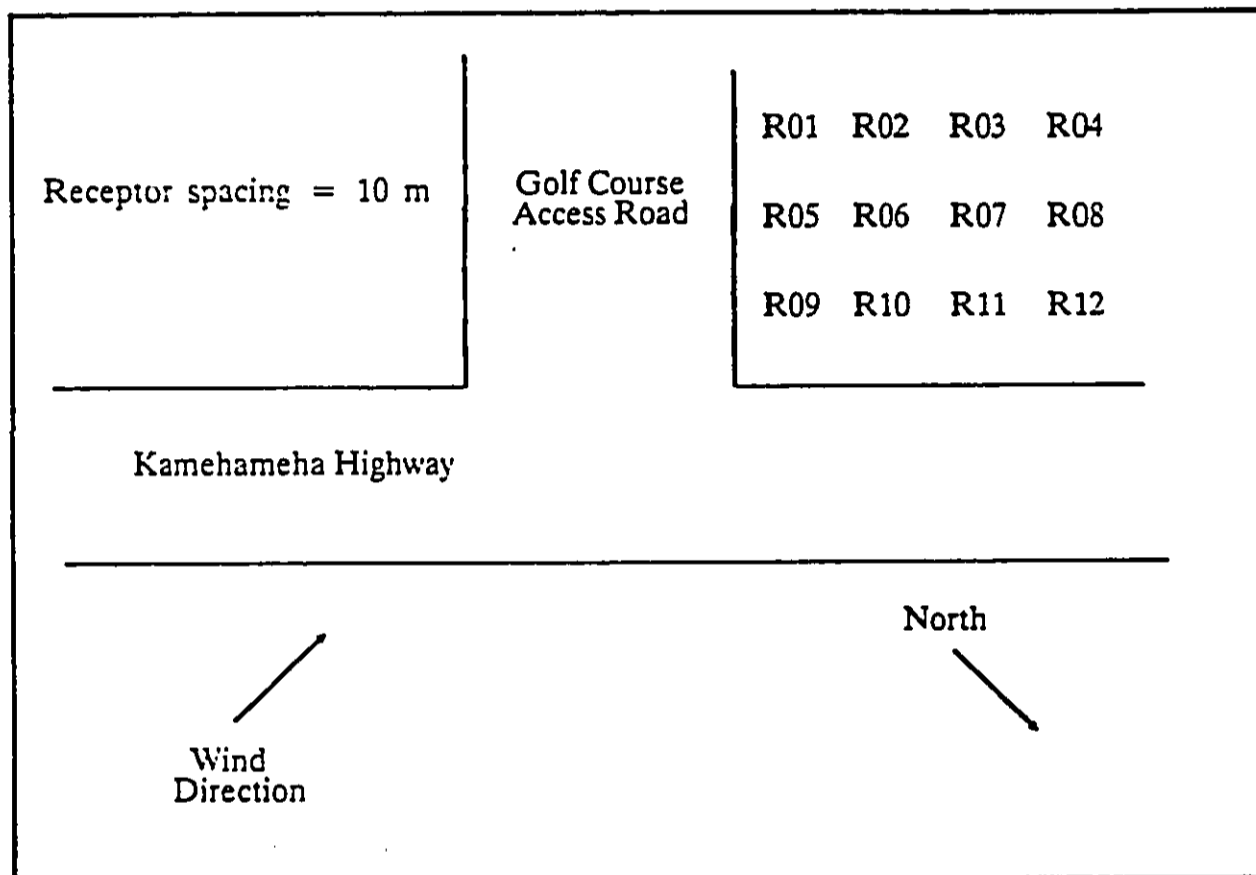 R01 R02 R03 R04
Receptor spacing = 10 m
Golf Course
Access Road
R05 R06 R07 R08
R09 R10 R11 R12
Kamehameha Highway
North
Wind
Direction